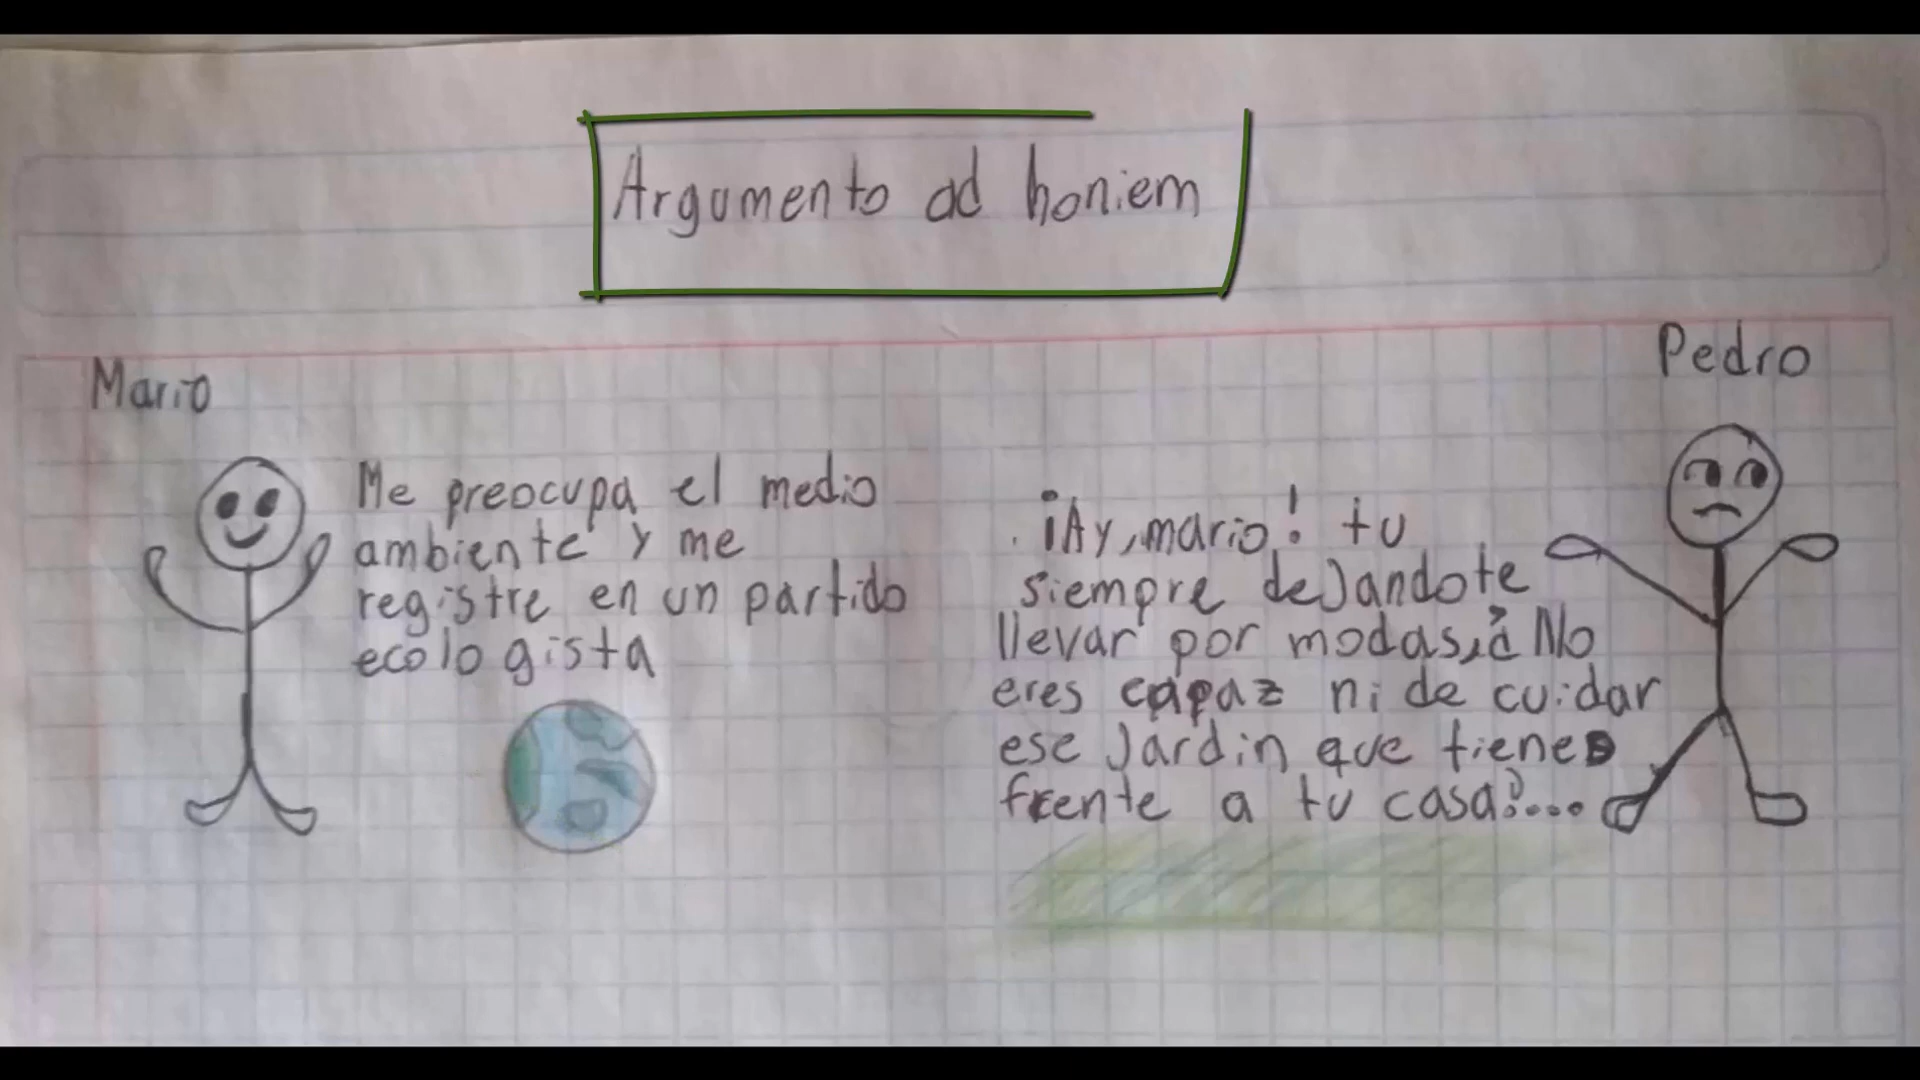 Argumento ad honiem
Mario
Me preocupa el medio
ambiente y me
registre en un partido
ecologista
Pedro
¡Ay, mario! tu
siempre dejandote
llevar por modas, ¿No
eres capaz ni de cuidar
ese Jardin que tienes
frente a tu casa?...